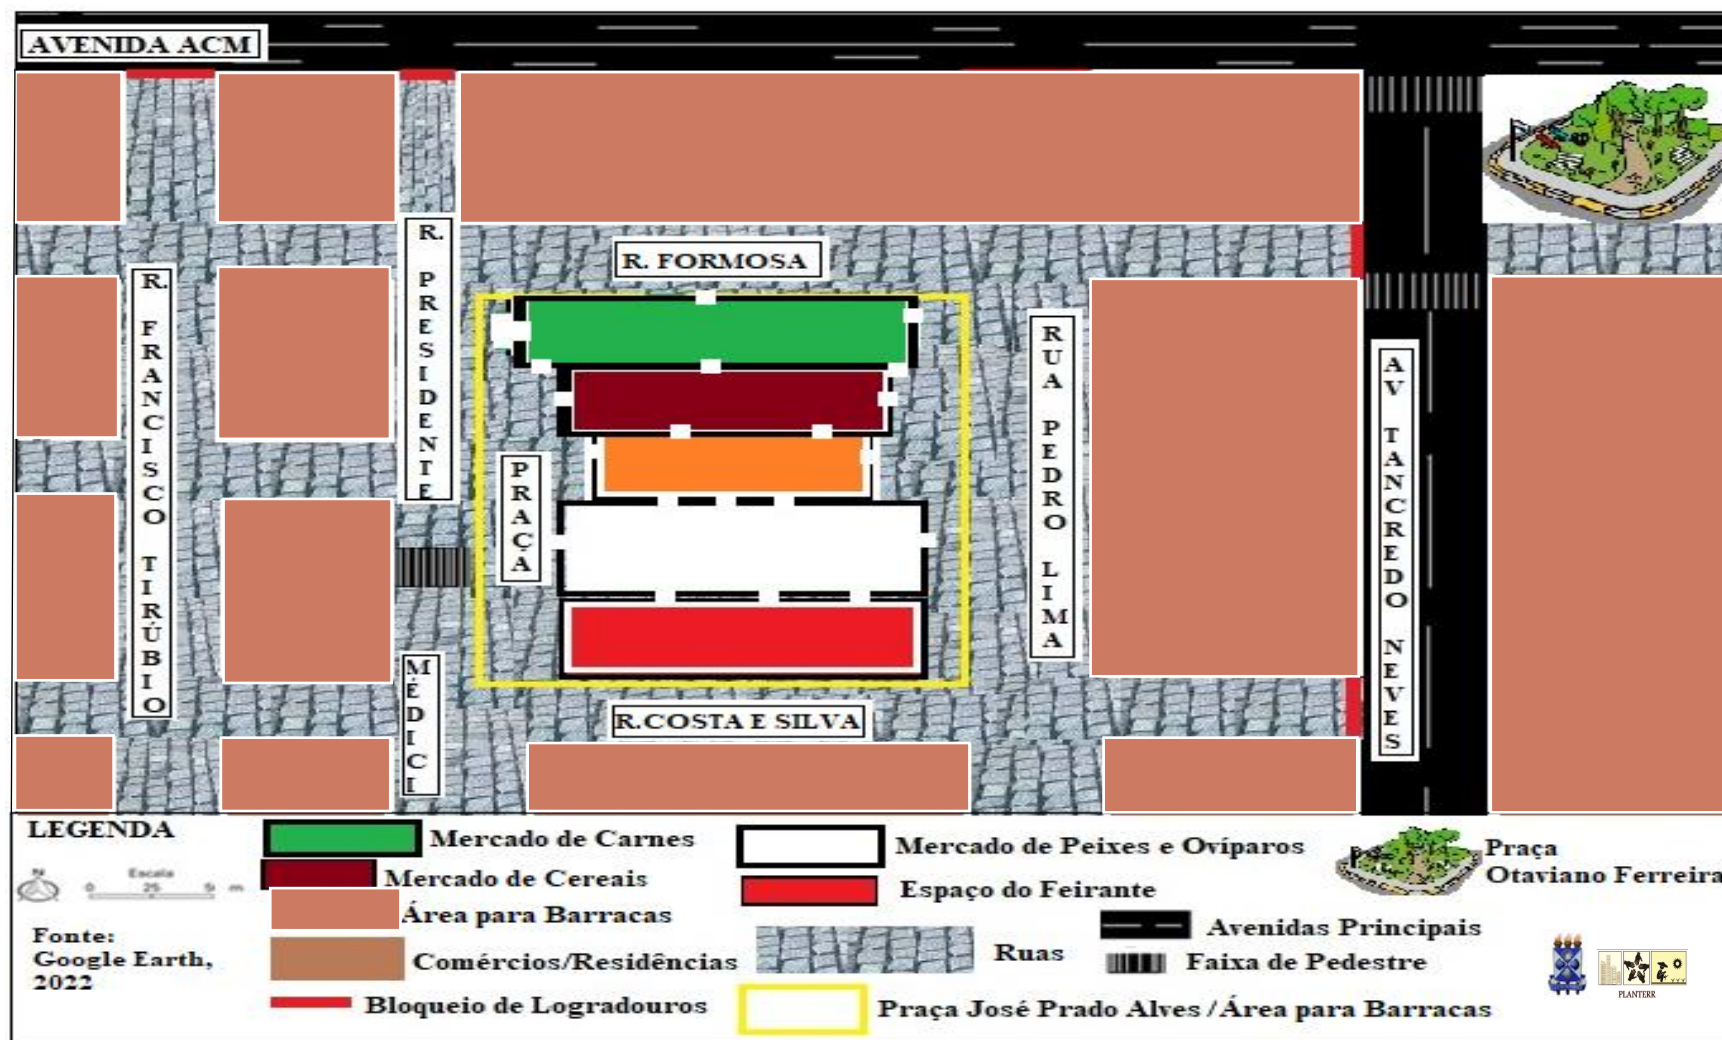 AVENIDA ACM
R. FORMOSA
R. FRANCISCO TIRÚBIO
R. PRESIDENTE
MÉDICI
PRAÇA
RUA PEDRO LIMA
AV TANCREDO NEVES
R.COSTA E SILVA
LEGENDA
N
Escala
0 25 5 m
Fonte:
Google Earth,
2022
Mercado de Carnes
Mercado de Cereais
Área para Barracas
Comércios/Residências
Bloqueio de Logradouros
Mercado de Peixes e Ovíparos
Espaço do Feirante
Ruas
Praça José Prado Alves /Área para Barracas
Praça
Otaviano Ferreira
Avenidas Principais
Faixa de Pedestre
PLANTERR